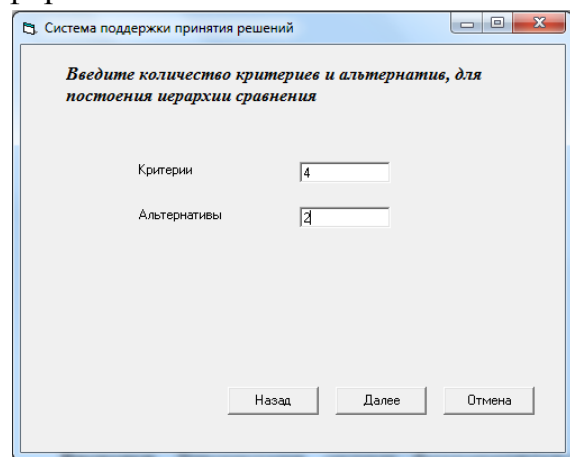 Система поддержки принятия решений
Введите количество критериев и альтернатив, для
постоения иерархии сравнения
Критерии 4
Альтернативы 2
Назад Далее Отмена